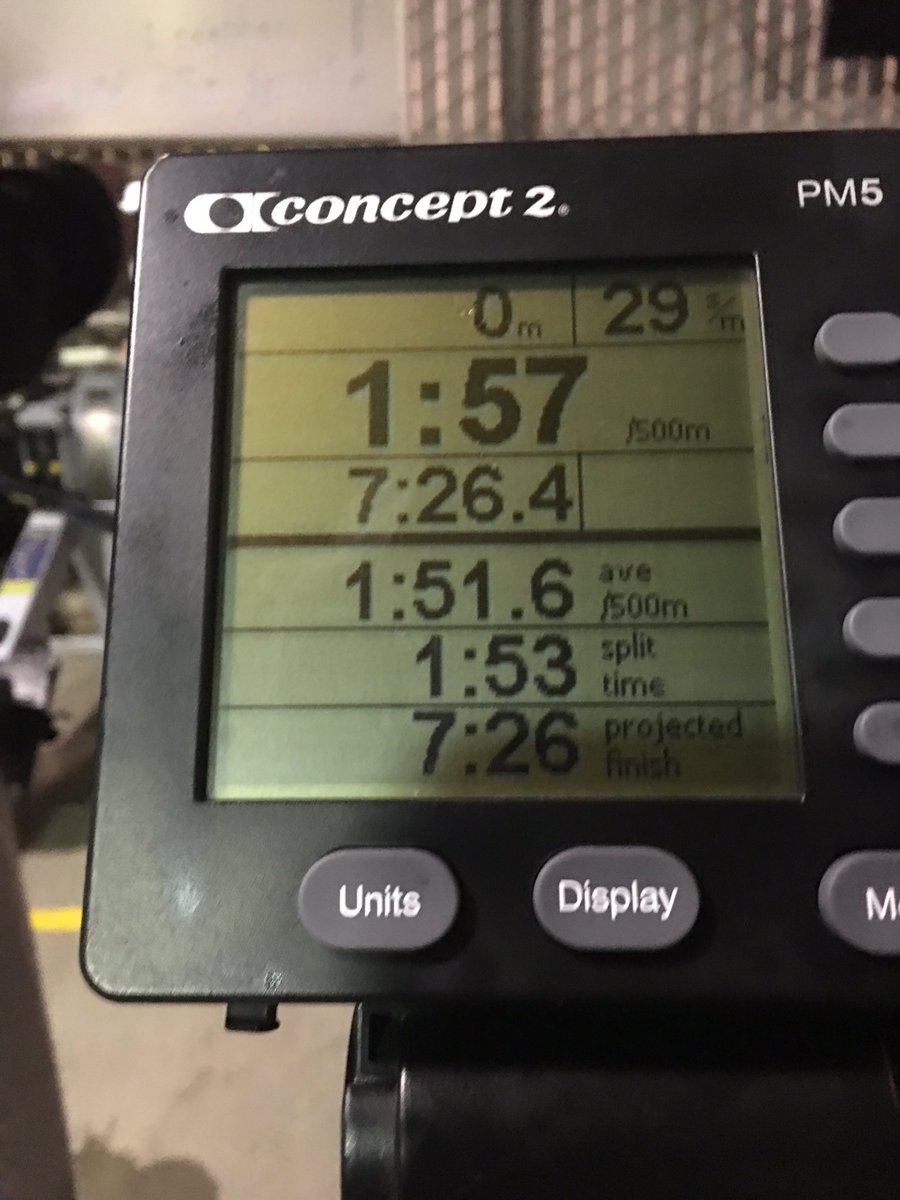 concept 2®
PM5
0 m 29 s/m
1:57 /500m
7:26.4
1:51.6 ave /500m
1:53 split time
7:26 projected finish
Units Display